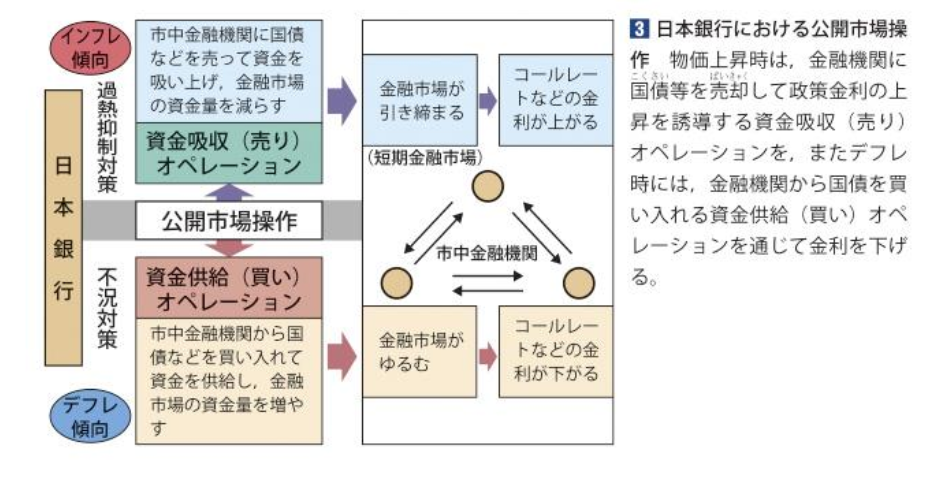 インフレ
傾向
過熱抑制対策
日本銀行
不況対策
デフレ
傾向
市中金融機関に国債
などを売って資金を
吸い上げ，金融市場
の資金量を減らす
資金吸収（売り）
オペレーション
公開市場操作
資金供給（買い）
オペレーション
市中金融機関から国
債などを買い入れて
資金を供給し，金融
市場の資金量を増や
す
金融市場が
引き締まる
コールレー
トなどの金
利が上がる
（短期金融市場）
市中金融機関
金融市場が
ゆるむ
コールレー
トなどの金
利が下がる
3 日本銀行における公開市場操
作　物価上昇時は，金融機関に
こくさい ばいきゃく
国債等を売却して政策金利の上
昇を誘導する資金吸収（売り）
オペレーションを，またデフレ
時には，金融機関から国債を買
い入れる資金供給（買い）オペ
レーションを通じて金利を下げ
る。